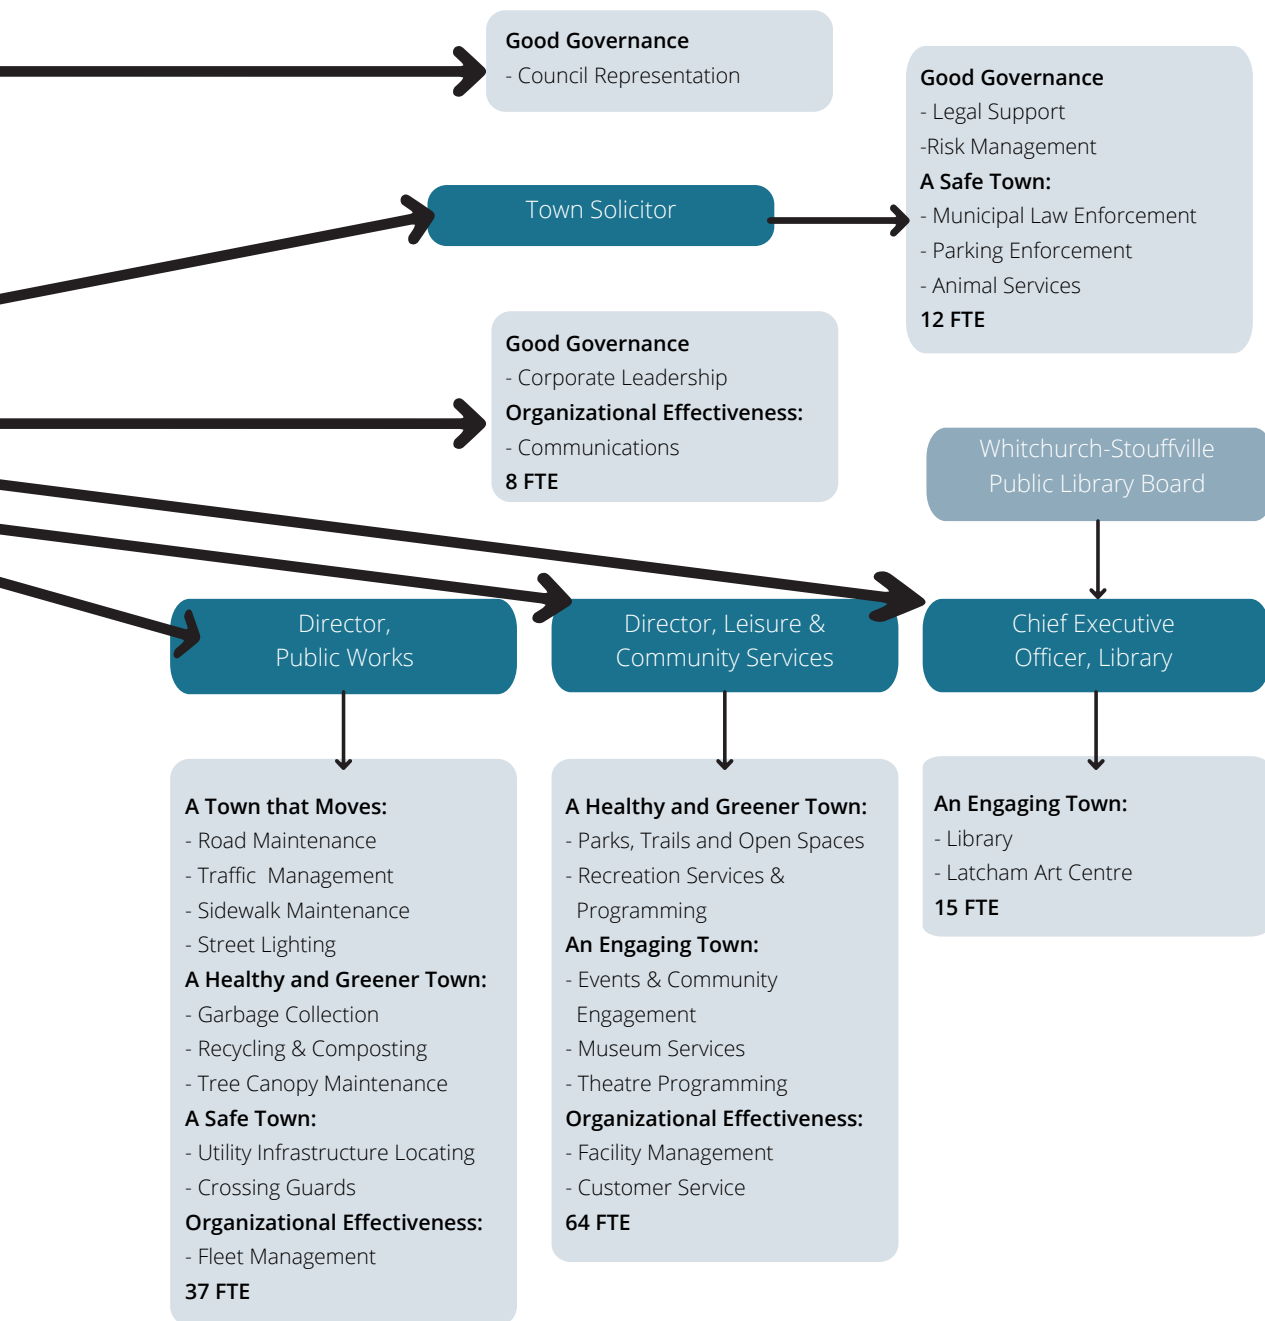 Good Governance
- Council Representation
Good Governance
- Legal Support
-Risk Management
A Safe Town:
- Municipal Law Enforcement
- Parking Enforcement
- Animal Services
12 FTE
Town Solicitor
Good Governance
- Corporate Leadership
Organizational Effectiveness:
- Communications
8 FTE
Whitchurch-Stouffville
Public Library Board
Director,
Public Works
Director, Leisure &
Community Services
Chief Executive
Officer, Library
A Town that Moves:
- Road Maintenance
- Traffic  Management
- Sidewalk Maintenance
- Street Lighting
A Healthy and Greener Town:
- Garbage Collection
- Recycling & Composting
- Tree Canopy Maintenance
A Safe Town:
- Utility Infrastructure Locating
- Crossing Guards
Organizational Effectiveness:
- Fleet Management
37 FTE
A Healthy and Greener Town:
- Parks, Trails and Open Spaces
- Recreation Services &
Programming
An Engaging Town:
- Events & Community
Engagement
- Museum Services
- Theatre Programming
Organizational Effectiveness:
- Facility Management
- Customer Service
64 FTE
An Engaging Town:
- Library
- Latcham Art Centre
15 FTE